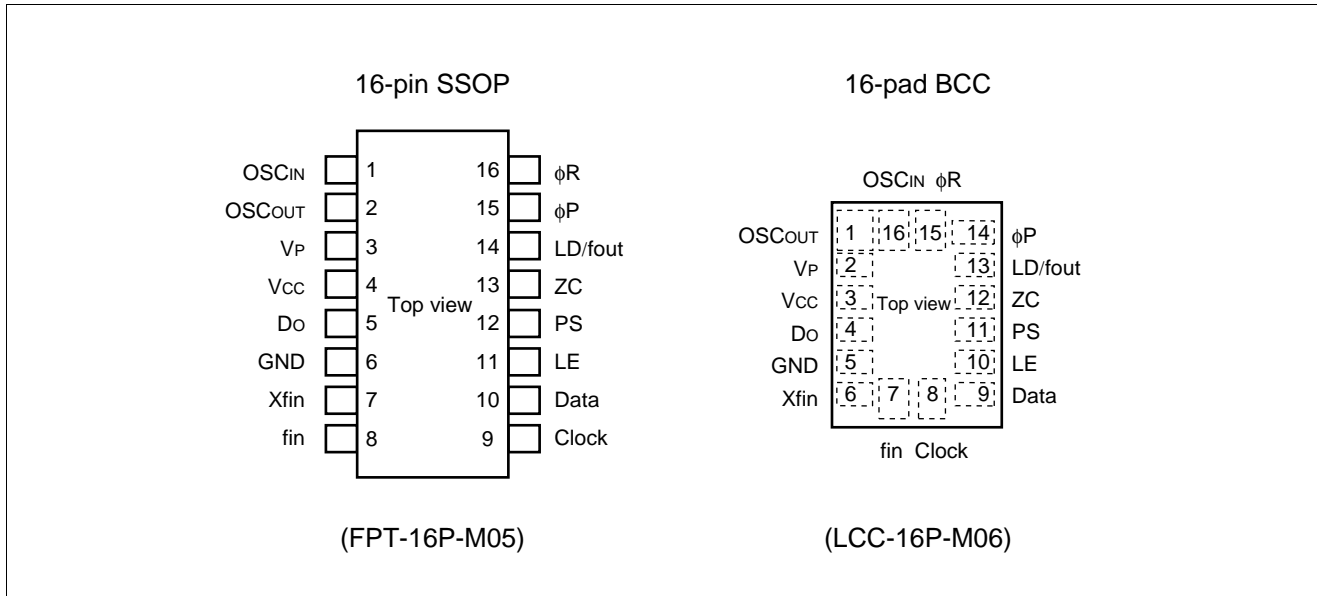 16-pin SSOP
OSCIN 1 16 φR
OSCOUT 2 15 φP
VP 3 14 LD/fout
VCC 4 13 ZC
Top view
DO 5 12 PS
GND 6 11 LE
Xfin 7 10 Data
fin 8 9 Clock
(FPT-16P-M05)
16-pad BCC
OSCIN φR
OSCOUT 1 16 15 14 φP
VP 2 13 LD/fout
VCC 3 Top view 12 ZC
DO 4 11 PS
GND 5 10 LE
Xfin 6 7 8 9 Data
fin Clock
(LCC-16P-M06)